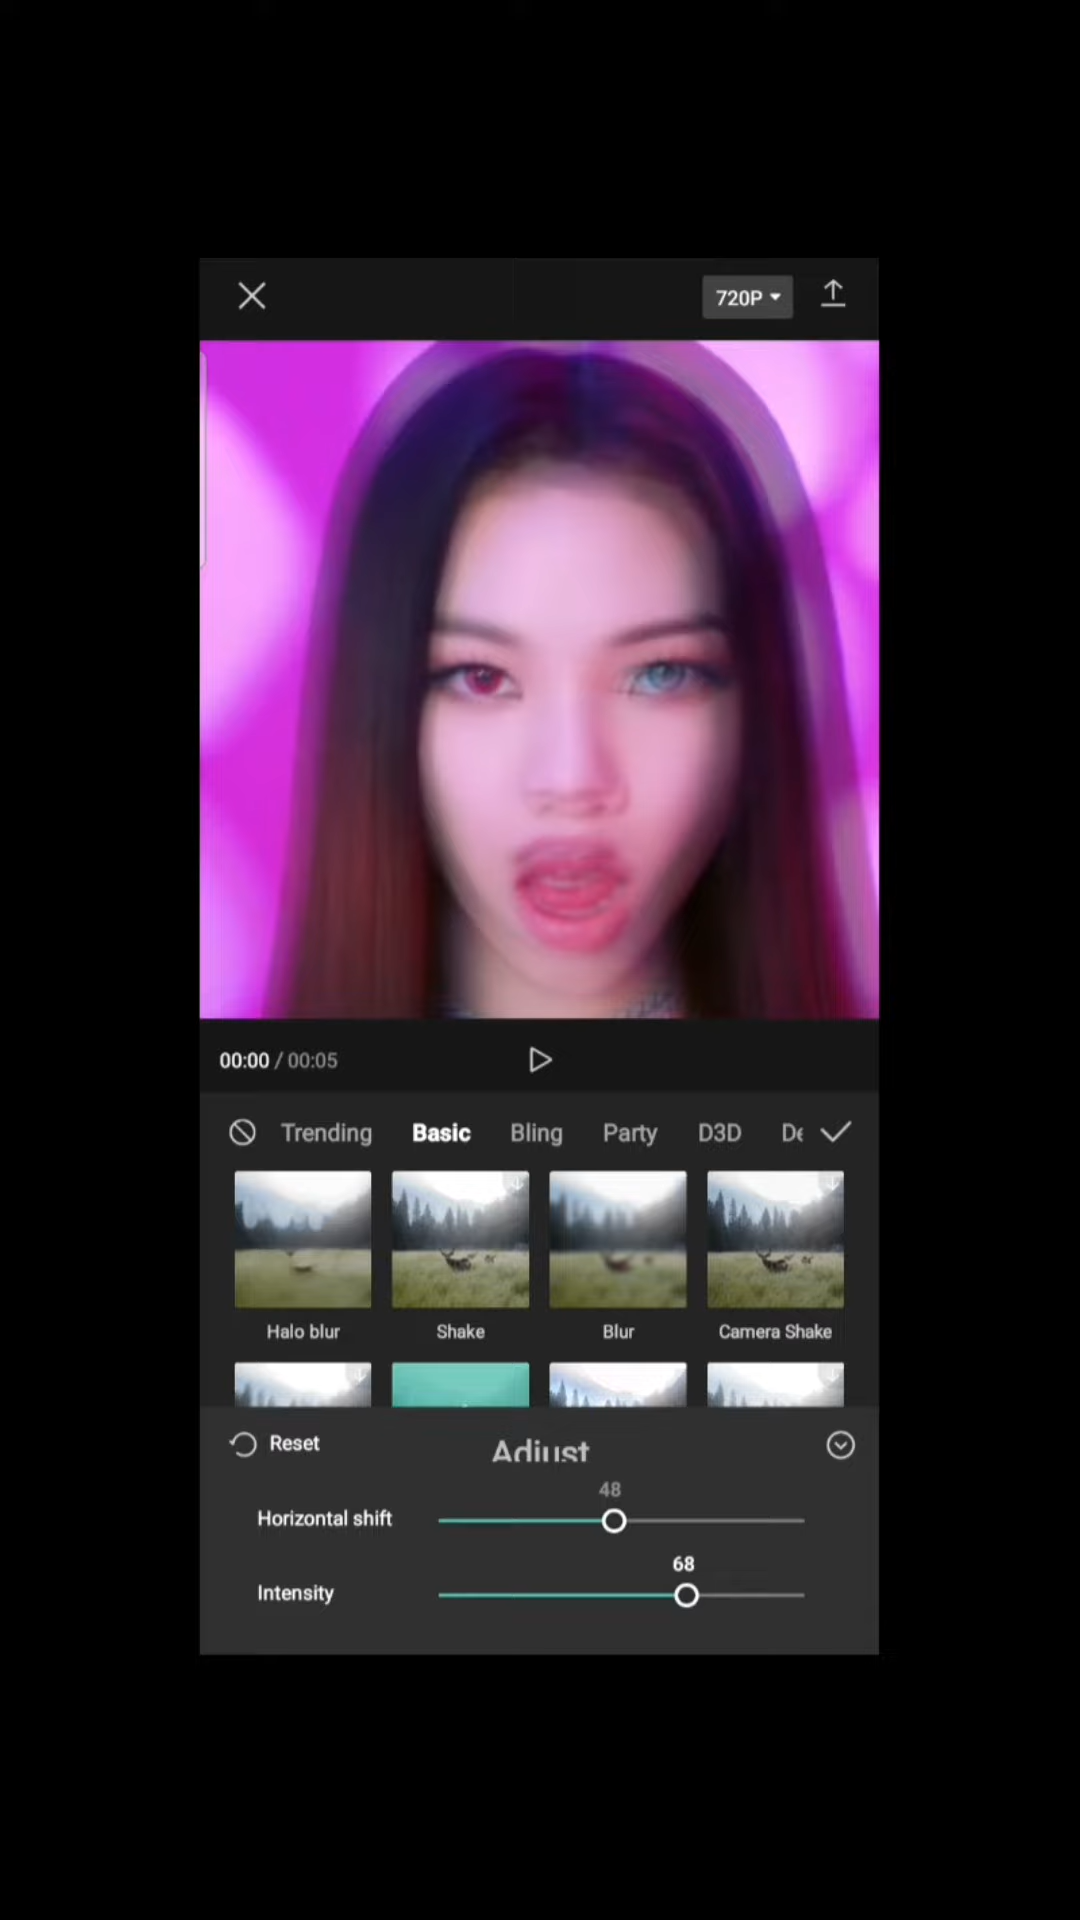 720P
00:00 / 00:05
Trending Basic Bling Party D3D De
Halo blur Shake Blur Camera Shake
Reset Adjust
48
Horizontal shift
68
Intensity